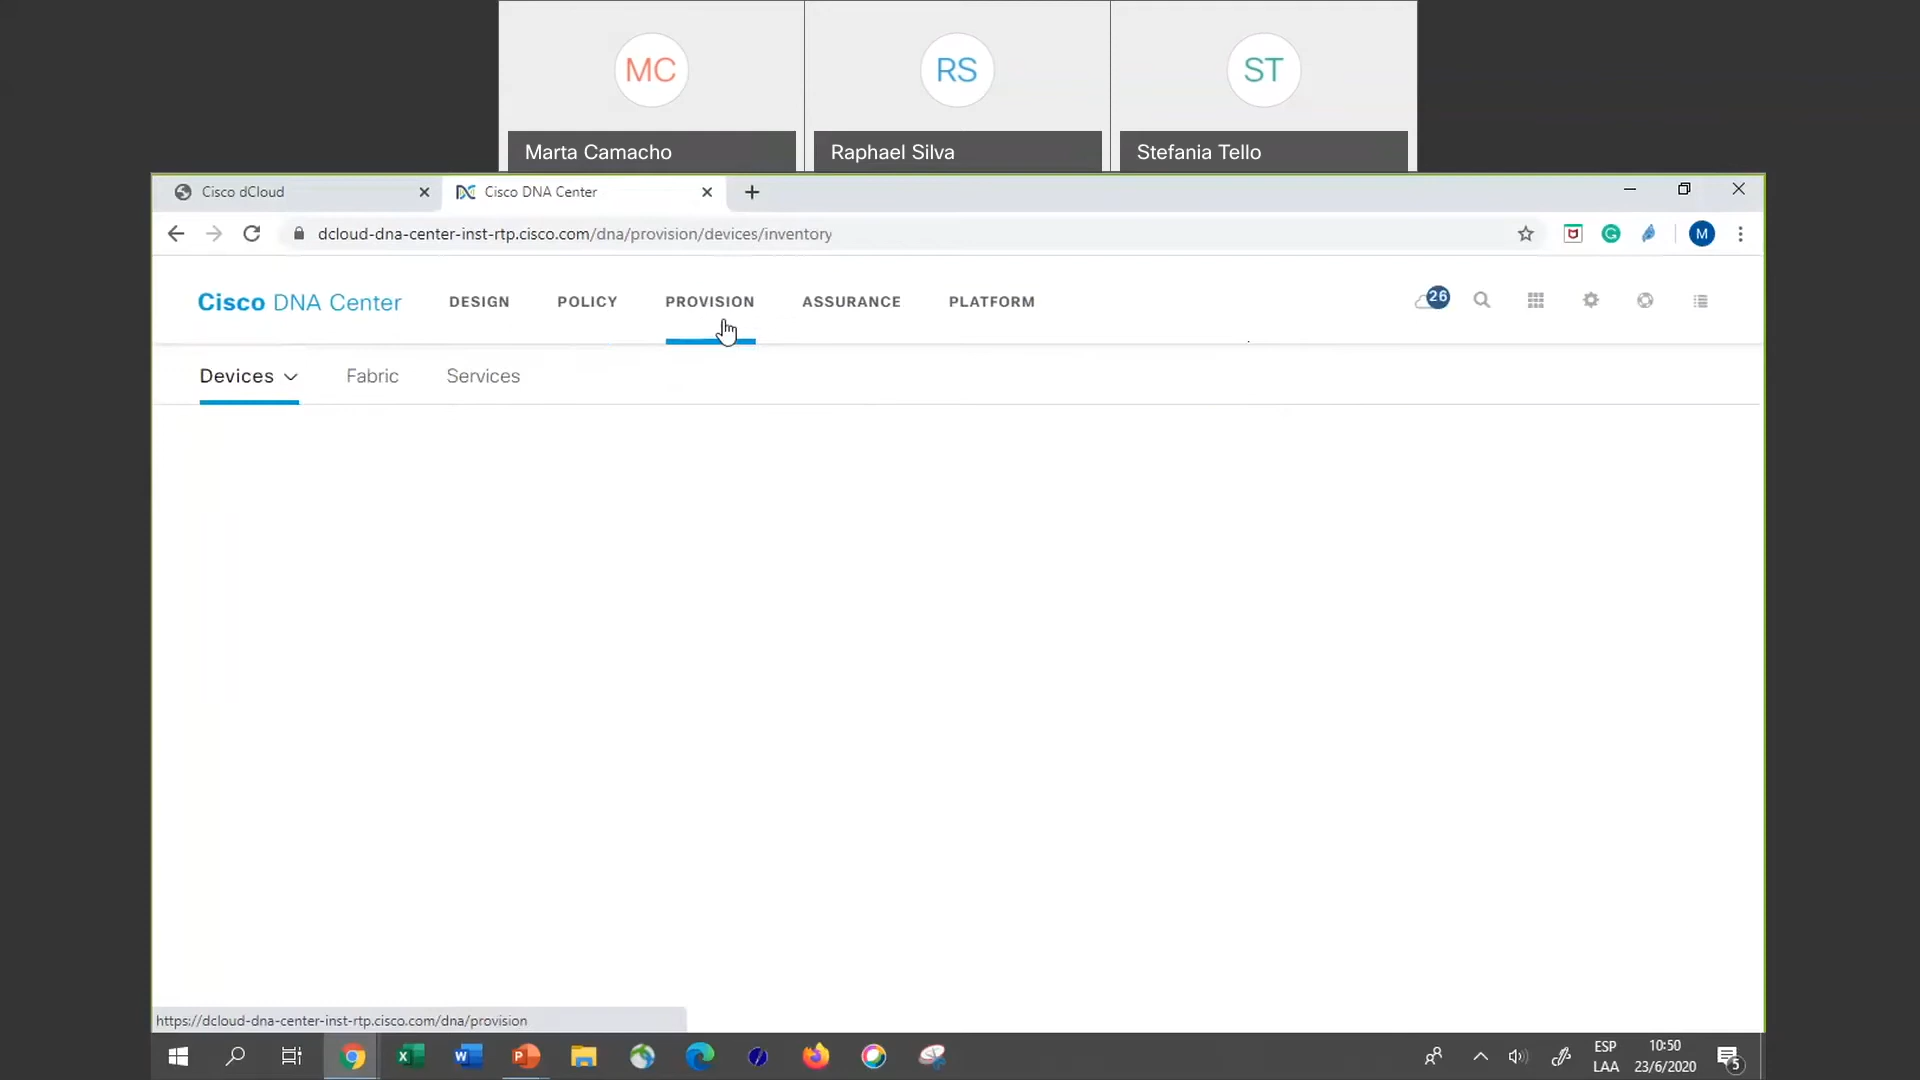 MC
RS
ST
Marta Camacho
Raphael Silva
Stefania Tello
Cisco dCloud
Cisco DNA Center
dcloud-dna-center-inst-rtp.cisco.com/dna/provision/devices/inventory
M
Cisco DNA Center
DESIGN
POLICY
PROVISION
ASSURANCE
PLATFORM
26
Devices
Fabric
Services
https://dcloud-dna-center-inst-rtp.cisco.com/dna/provision
ESP
LAA
10:50
23/6/2020
5